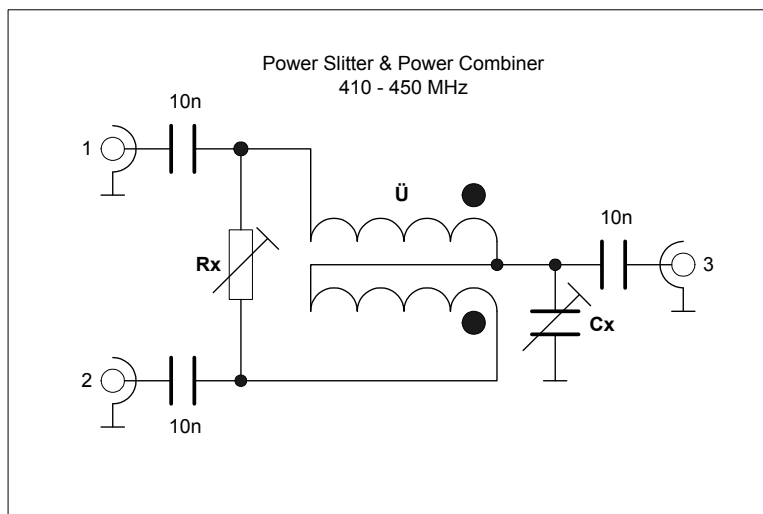 Power Slitter & Power Combiner
410 - 450 MHz
10n
1
Ü
10n
Rx
3
Cx
2
10n